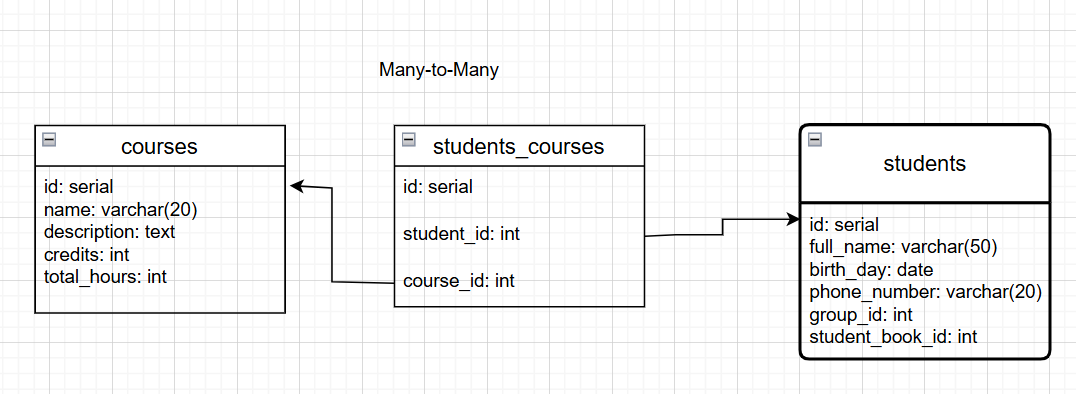 Many-to-Many
courses
id: serial
name: varchar(20)
description: text
credits: int
total_hours: int
students_courses
id: serial
student_id: int
course_id: int
students
id: serial
full_name: varchar(50)
birth_day: date
phone_number: varchar(20)
group_id: int
student_book_id: int